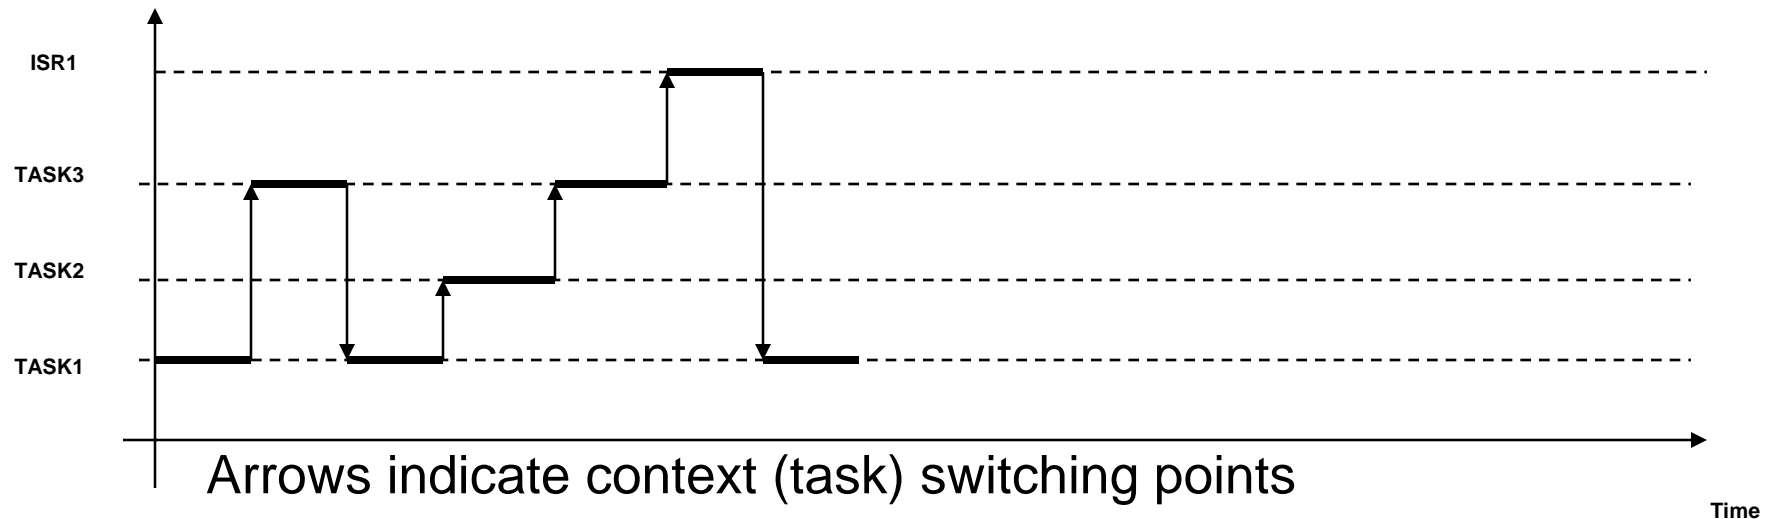 ISR1
TASK3
TASK2
TASK1
Arrows indicate context (task) switching points
Time